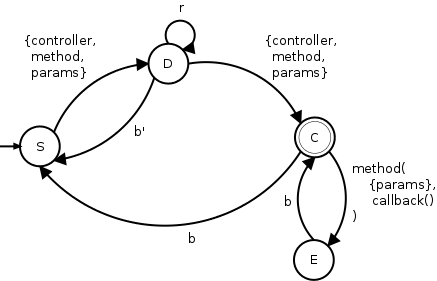 r
{controller,
method,
params}
{controller,
method,
params}
D
b'
S
C
method(
{params},
callback()
)
b
b
E